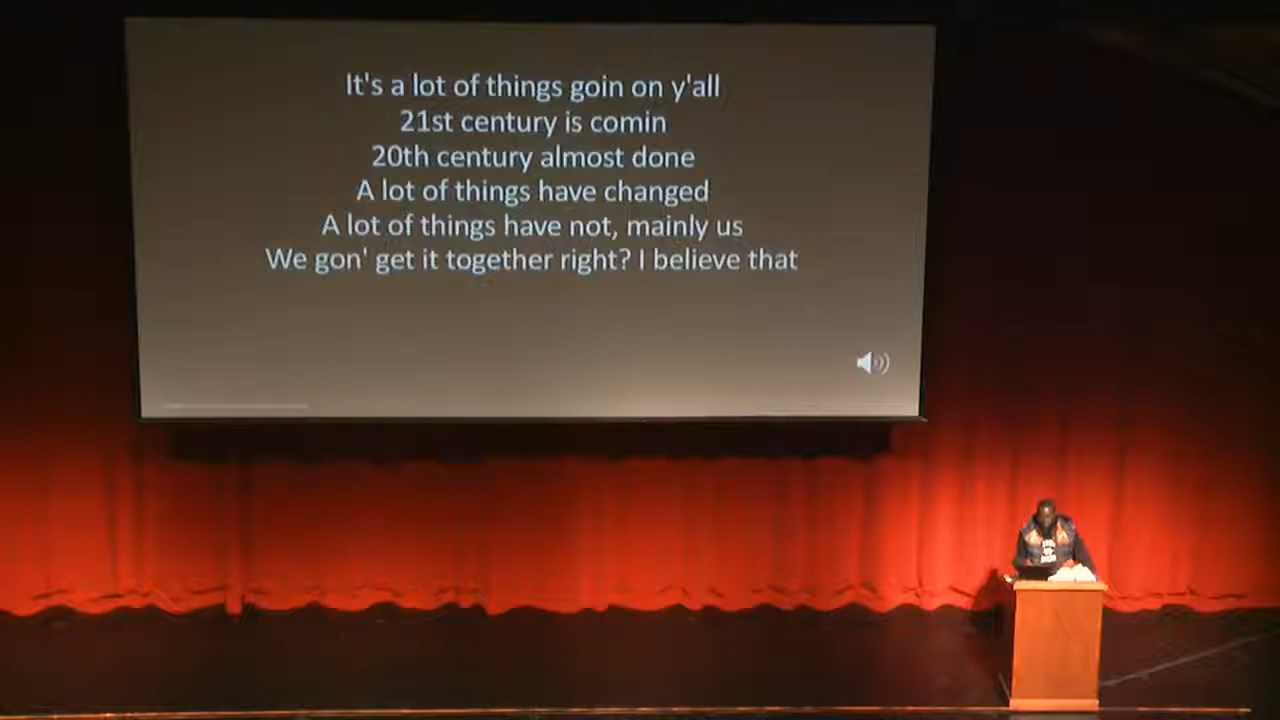 It's a lot of things goin on y'all
21st century is comin
20th century almost done
A lot of things have changed
A lot of things have not, mainly us
We gon' get it together right? I believe that